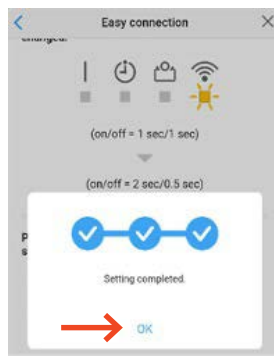 Easy connection
changed.
(on/off = 1 sec/1 sec)
(on/off = 2 sec/0.5 sec)
Setting completed.
OK